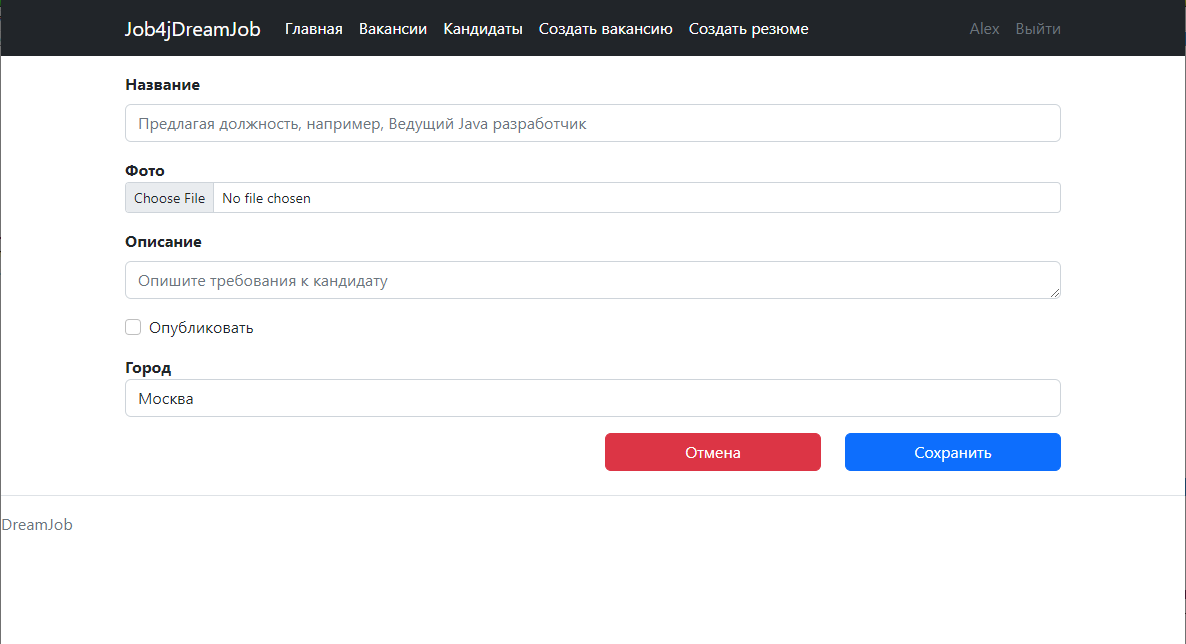 Job4jDreamJob Главная Вакансии Кандидаты Создать вакансию Создать резюме Alex Выйти
Название
Предлагая должность, например, Ведущий Java разработчик
Фото
Choose File No file chosen
Описание
Опишите требования к кандидату
Опубликовать
Город
Москва
Отмена Сохранить
DreamJob